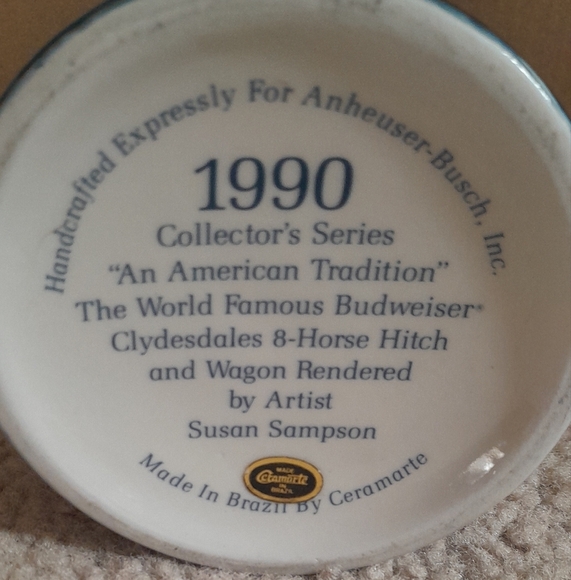 Handcrafted Expressly For Anheuser-Busch, Inc.
1990
Collector's Series
"An American Tradition"
The World Famous Budweiser®
Clydesdales 8-Horse Hitch
and Wagon Rendered
by Artist
Susan Sampson
Made In Brazil By Ceramarte
MADE
Ceramarte
IN
BRAZIL